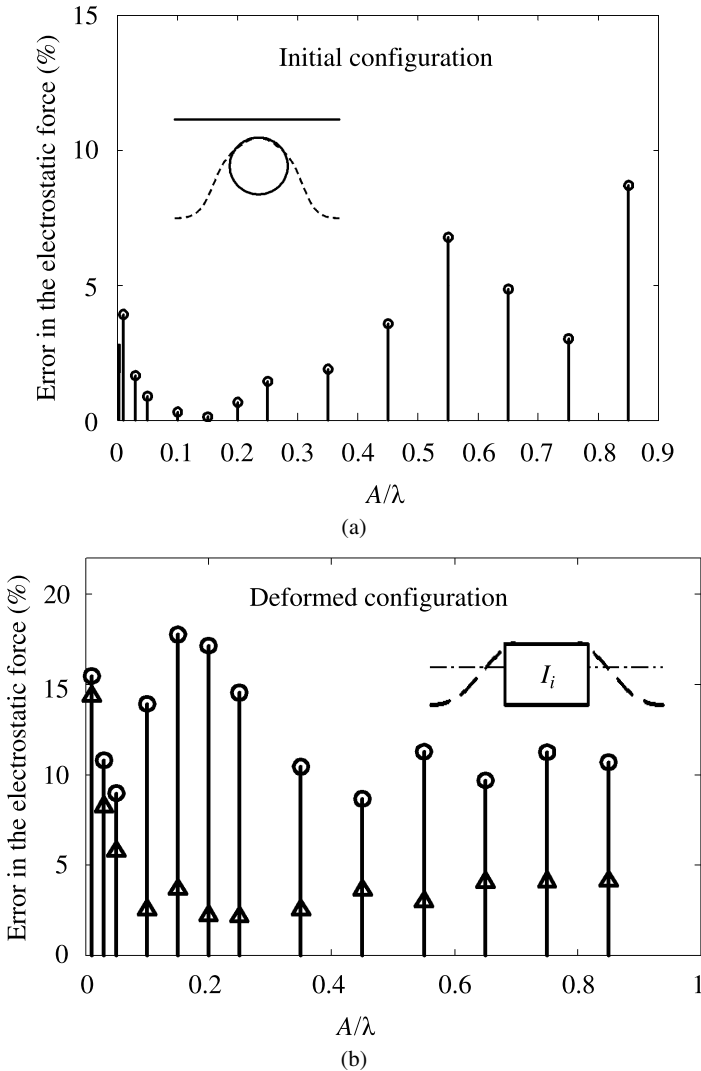 15
Initial configuration
10
5
0
Error in the electrostatic force (%)
0 0.1 0.2 0.3 0.4 0.5 0.6 0.7 0.8 0.9
A/λ
(a)
20
Deformed configuration
I_i
15
10
5
0
Error in the electrostatic force (%)
0 0.2 0.4 0.6 0.8 1
A/λ
(b)